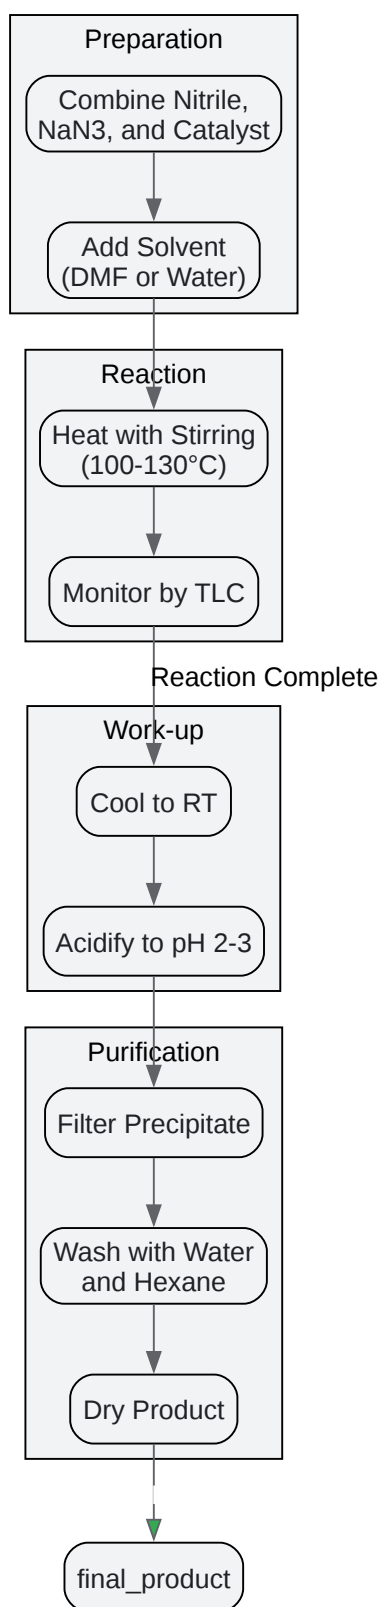 Preparation
Combine Nitrile,
NaN3, and Catalyst
Add Solvent
(DMF or Water)
Reaction
Heat with Stirring
(100-130°C)
Monitor by TLC
Reaction Complete
Work-up
Cool to RT
Acidify to pH 2-3
Purification
Filter Precipitate
Wash with Water
and Hexane
Dry Product
final_product